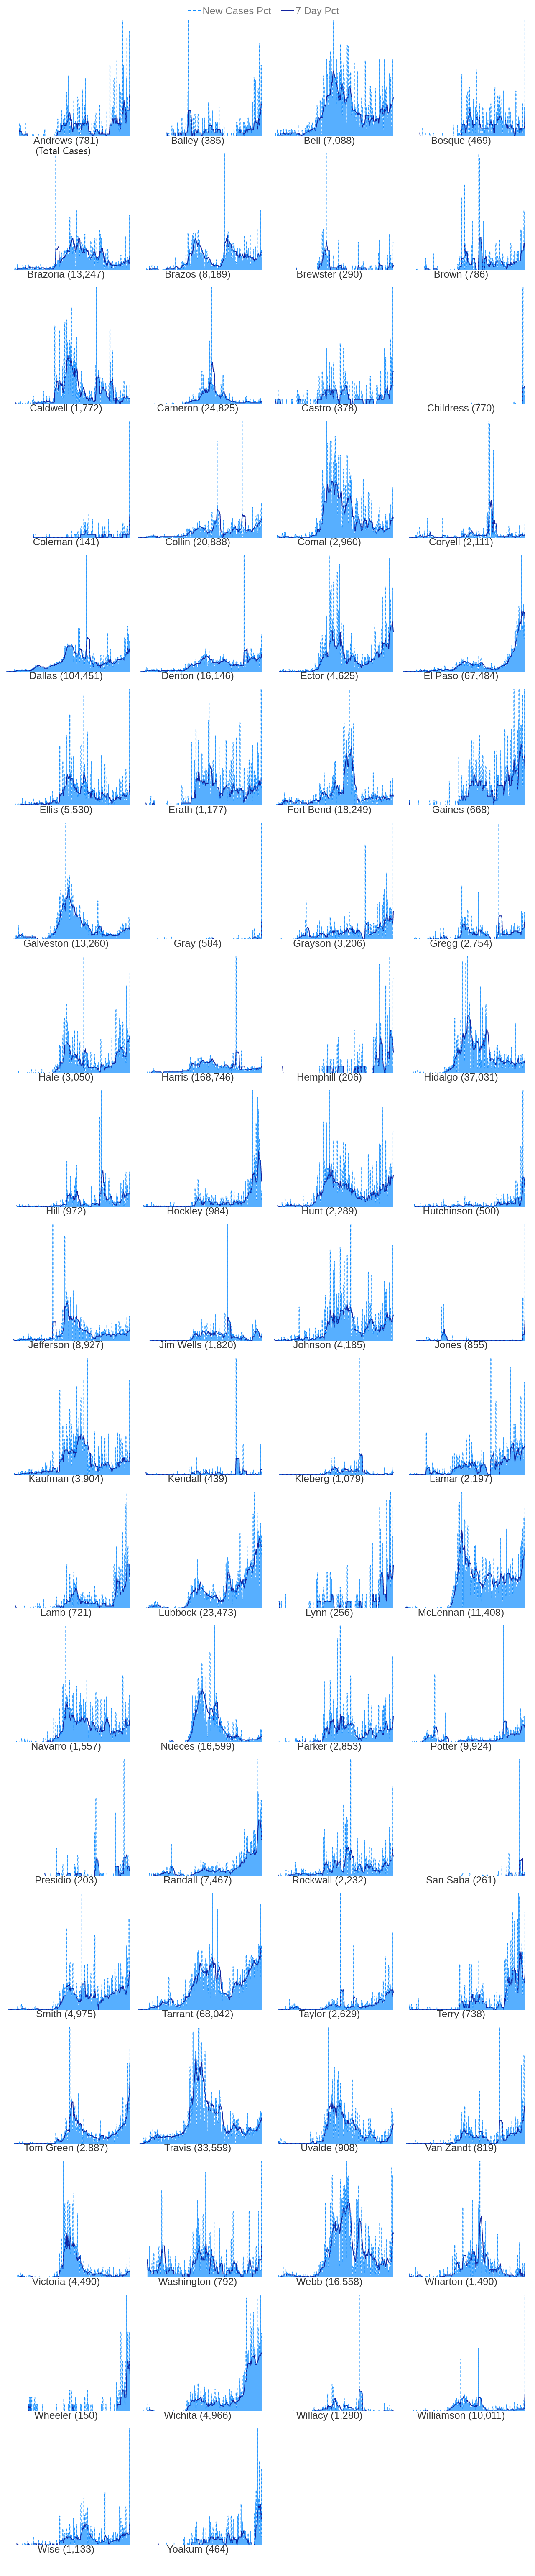 New Cases Pct 7 Day Pct
Andrews (781) Bailey (385) Bell (7,088) Bosque (469)
(Total Cases)
Brazoria (13,247) Brazos (8,189) Brewster (290) Brown (786)
Caldwell (1,772) Cameron (24,825) Castro (378) Childress (770)
Coleman (141) Collin (20,888) Comal (2,960) Coryell (2,111)
Dallas (104,451) Denton (16,146) Ector (4,625) El Paso (67,484)
Ellis (5,530) Erath (1,177) Fort Bend (18,249) Gaines (668)
Galveston (13,260) Gray (584) Grayson (3,206) Gregg (2,754)
Hale (3,050) Harris (168,746) Hemphill (206) Hidalgo (37,031)
Hill (972) Hockley (984) Hunt (2,289) Hutchinson (500)
Jefferson (8,927) Jim Wells (1,820) Johnson (4,185) Jones (855)
Kaufman (3,904) Kendall (439) Kleberg (1,079) Lamar (2,197)
Lamb (721) Lubbock (23,473) Lynn (256) McLennan (11,408)
Navarro (1,557) Nueces (16,599) Parker (2,853) Potter (9,924)
Presidio (203) Randall (7,467) Rockwall (2,232) San Saba (261)
Smith (4,975) Tarrant (68,042) Taylor (2,629) Terry (738)
Tom Green (2,887) Travis (33,559) Uvalde (908) Van Zandt (819)
Victoria (4,490) Washington (792) Webb (16,558) Wharton (1,490)
Wheeler (150) Wichita (4,966) Willacy (1,280) Williamson (10,011)
Wise (1,133) Yoakum (464)